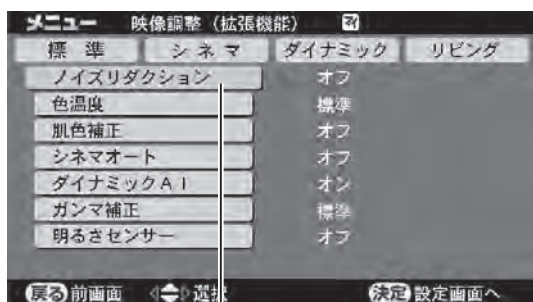 メニュー 映像調整（拡張機能） マイ
標準 シネマ ダイナミック リビング
ノイズリダクション オフ
色温度 標準
肌色補正 オフ
シネマオート オフ
ダイナミックAI オン
ガンマ補正 標準
明るさセンサー オフ
戻る 前画面 選択 決定 設定画面へ